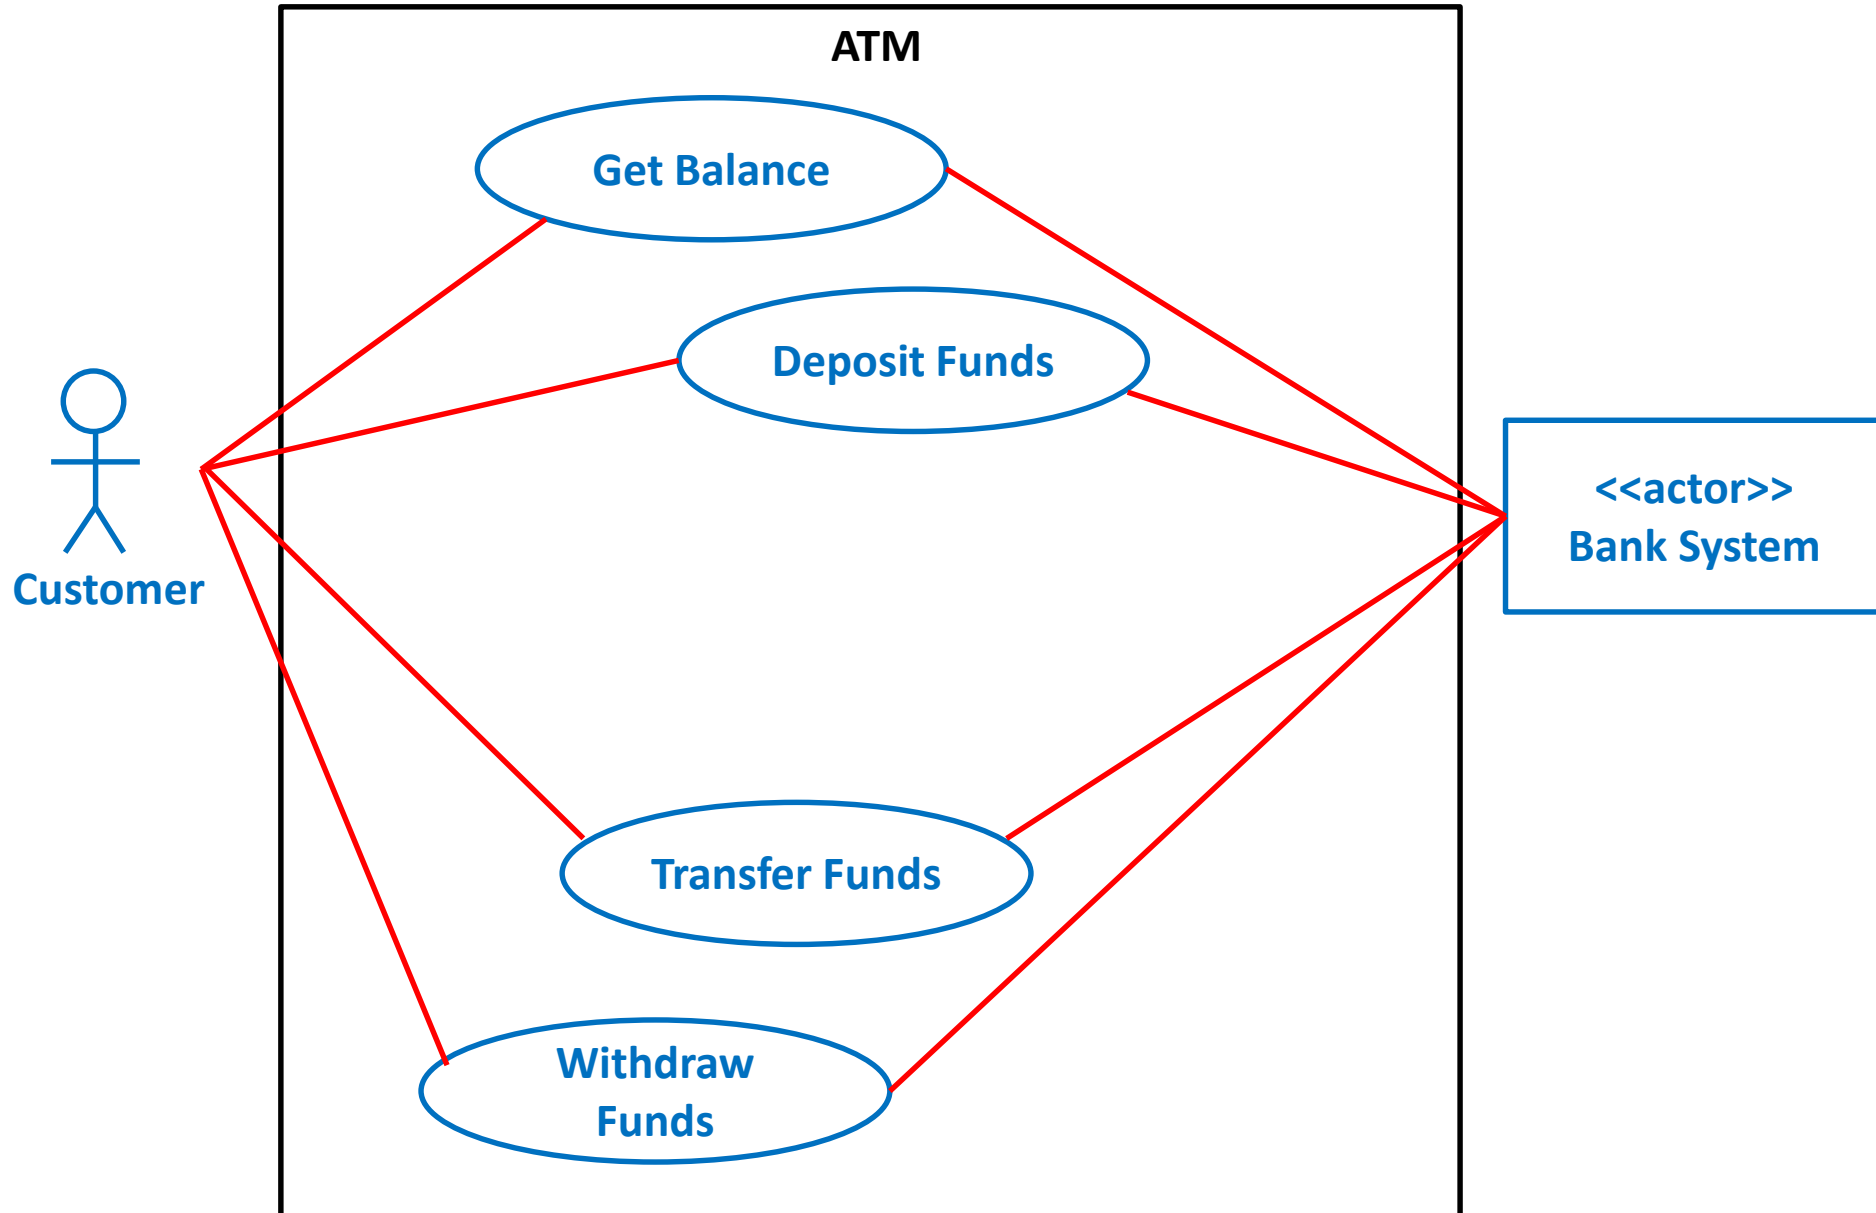 ATM
Get Balance
Deposit Funds
Customer
<<actor>>
Bank System
Transfer Funds
Withdraw
Funds